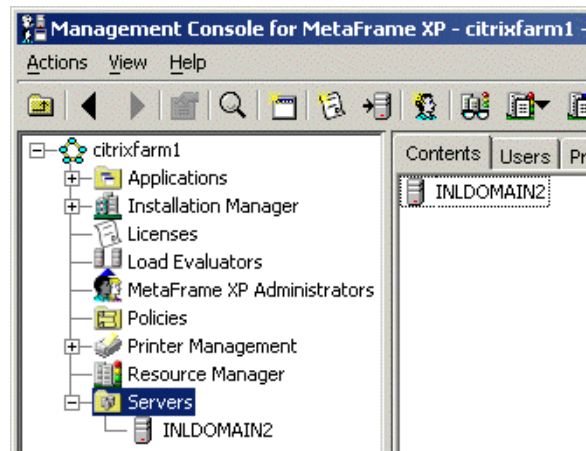 Management Console for MetaFrame XP - citrixfarm1 -
Actions View Help
citrixfarm1
Applications
Installation Manager
Licenses
Load Evaluators
MetaFrame XP Administrators
Policies
Printer Management
Resource Manager
Servers
INLDOMAIN2
Contents Users Pr
INLDOMAIN2